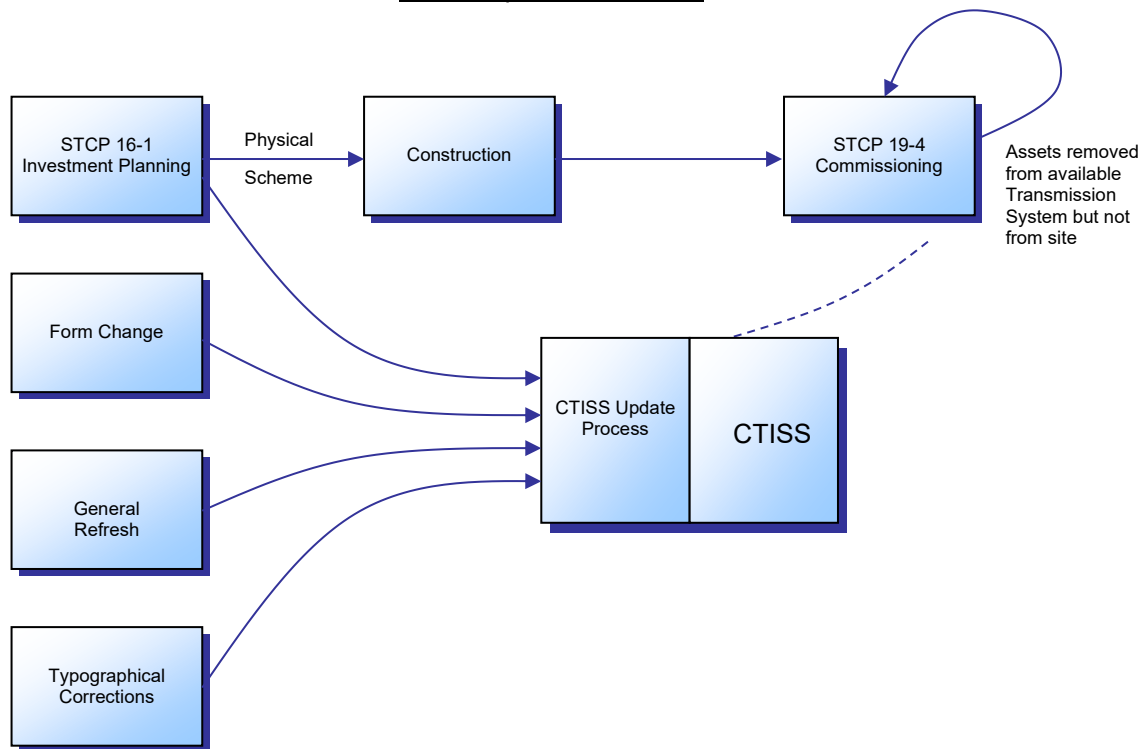 STCP 16-1
Investment Planning
Physical
Scheme
Construction
STCP 19-4
Commissioning
Assets removed
from available
Transmission
System but not
from site
Form Change
CTISS Update
Process
CTISS
General
Refresh
Typographical
Corrections